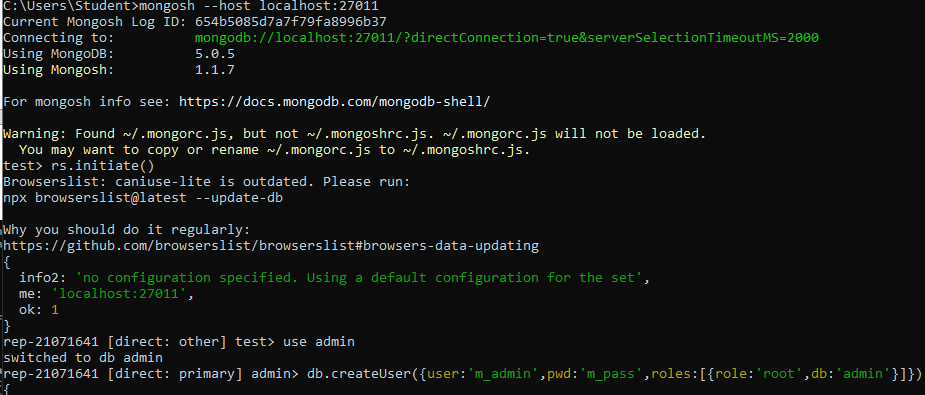 C:\Users\Student>mongosh --host localhost:27011
Current Mongosh Log ID: 654b5085d7a7f79fa8996b37
Connecting to: mongodb://localhost:27011/?directConnection=true&serverSelectionTimeoutMS=2000
Using MongoDB: 5.0.5
Using Mongosh: 1.1.7

For mongosh info see: https://docs.mongodb.com/mongodb-shell/

Warning: Found ~/.mongorc.js, but not ~/.mongoshrc.js. ~/.mongorc.js will not be loaded.
  You may want to copy or rename ~/.mongorc.js to ~/.mongoshrc.js.
test> rs.initiate()
Browserslist: caniuse-lite is outdated. Please run:
npx browserslist@latest --update-db

Why you should do it regularly:
https://github.com/browserslist/browserslist#browsers-data-updating
{
  info2: 'no configuration specified. Using a default configuration for the set',
  me: 'localhost:27011',
  ok: 1
}
rep-21071641 [direct: other] test> use admin
switched to db admin
rep-21071641 [direct: primary] admin> db.createUser({user:'m_admin',pwd:'m_pass',roles:[{role:'root',db:'admin'}]})
{